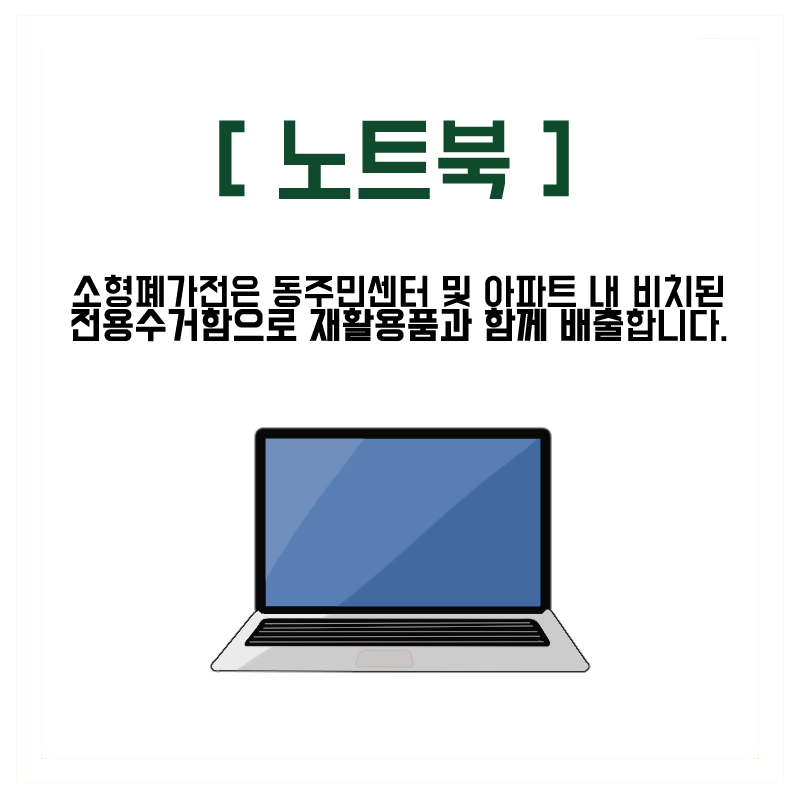 [ 노트북 ]
소형폐가전은 동주민센터 및 아파트 내 비치된
전용수거함으로 재활용품과 함께 배출합니다.